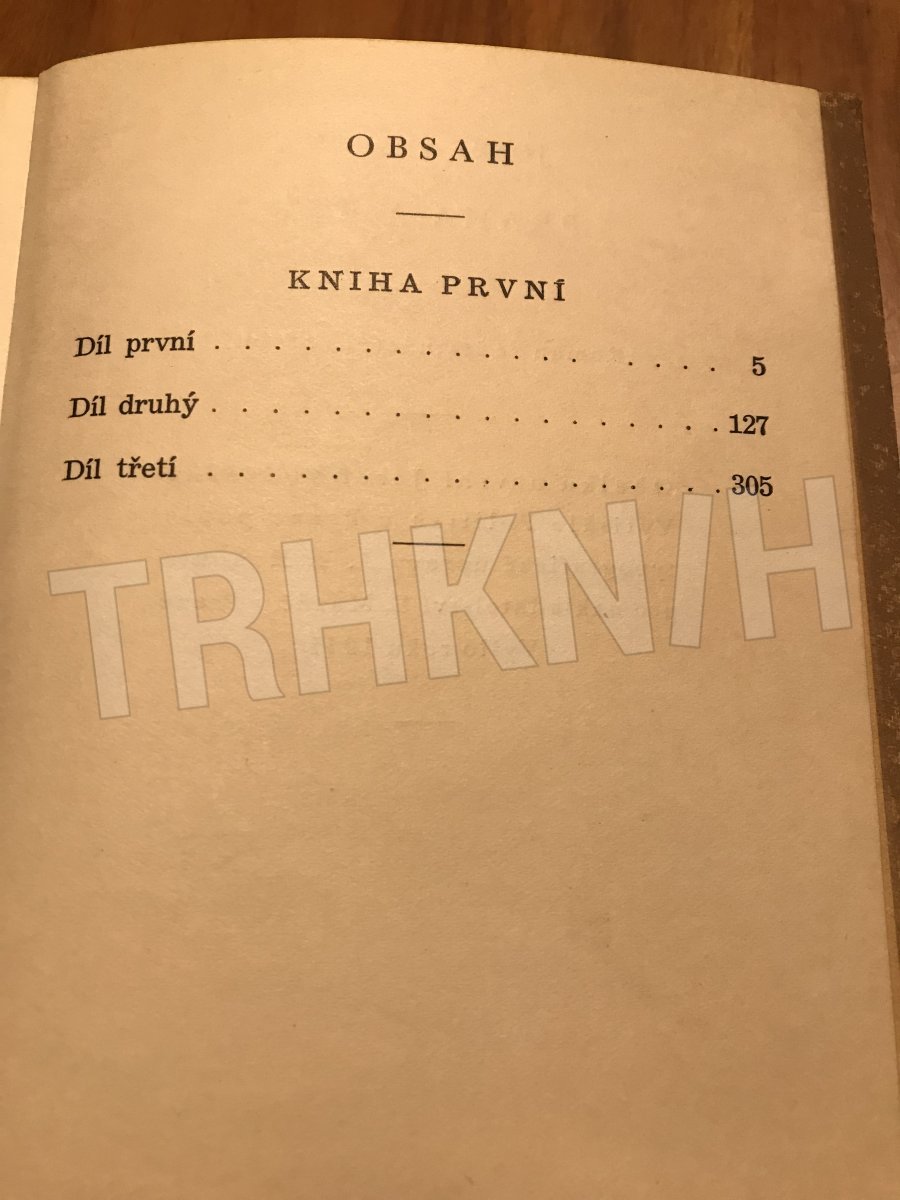 OBSAH
KNIHA PRVNÍ
Díl první . . . . . . . . . . . . . . . . . 5
Díl druhý . . . . . . . . . . . . . . . . . 127
Díl třetí . . . . . . . . . . . . . . . . . 305
TRHKNIH